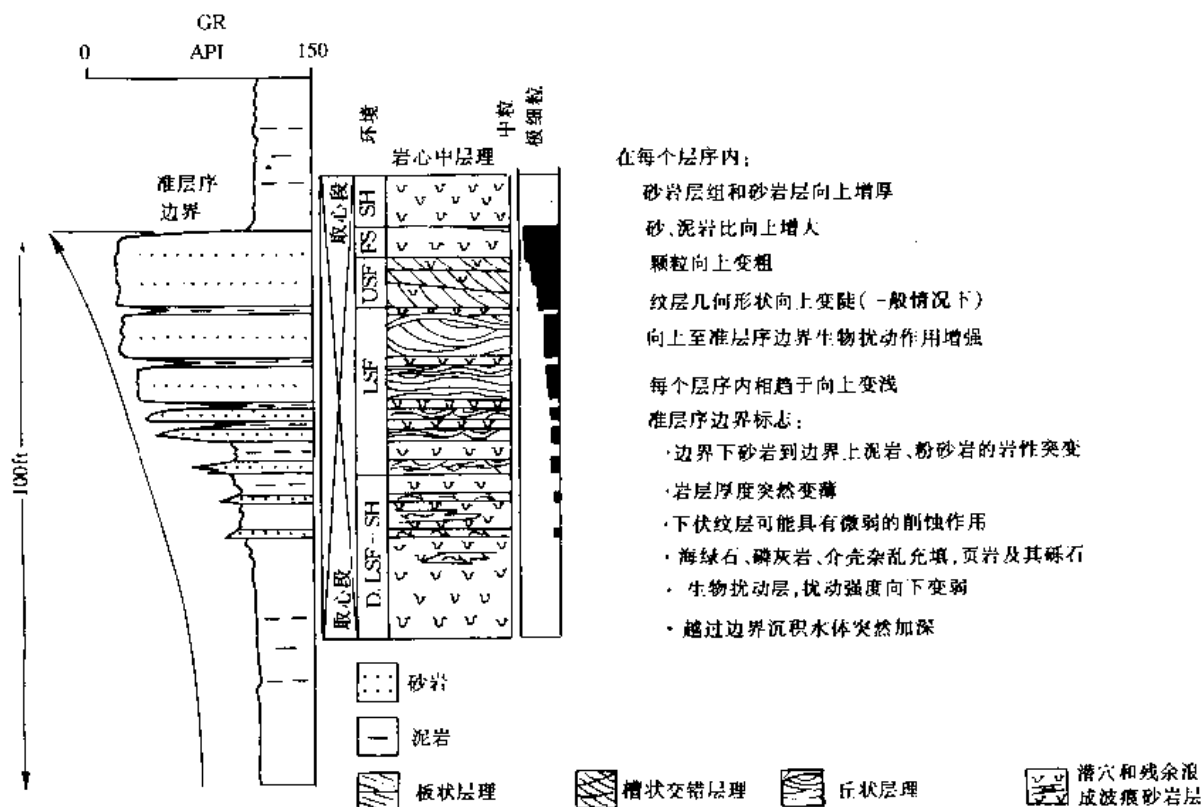 GR
API
0
150
准层序
边界
100ft
取心段
取心段
环境
岩心中层理
中粒
极细粒
SH
FS
USF
LSF
D. LSF-SH
在每个层序内:
砂岩层组和砂岩层向上增厚
砂、泥岩比向上增大
颗粒向上变粗
纹层几何形状向上变陡(一般情况下)
向上至准层序边界生物扰动作用增强
每个层序内相趋于向上变浅
准层序边界标志:
·边界下砂岩到边界上泥岩、粉砂岩的岩性突变
·岩层厚度突然变薄
·下伏纹层可能具有微弱的削蚀作用
·海绿石、磷灰岩、介壳杂乱充填,页岩及其砾石
· 生物扰动层,扰动强度向下变弱
·越过边界沉积水体突然加深
砂岩
泥岩
板状层理
槽状交错层理
丘状层理
潜穴和残余浪
成波痕砂岩层